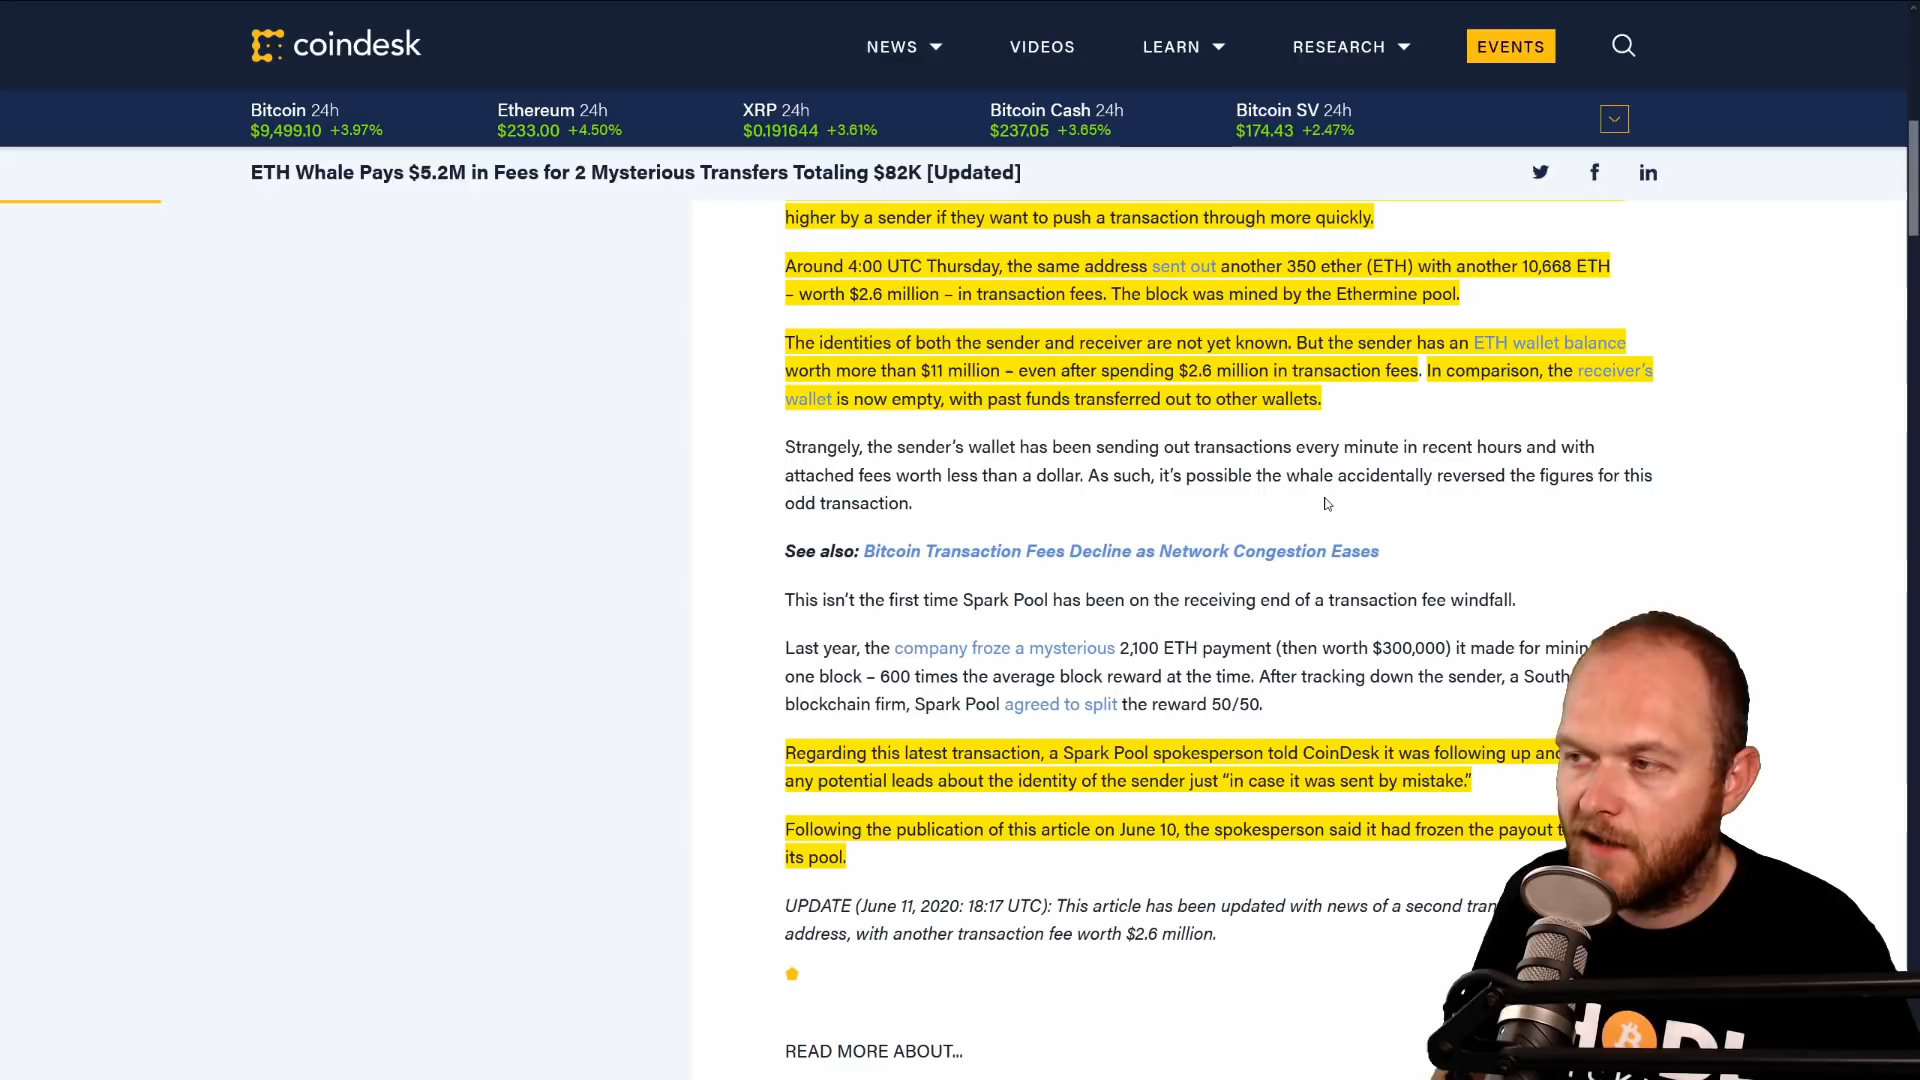 coindesk
NEWS
VIDEOS
LEARN
RESEARCH
EVENTS
Bitcoin 24h
$9,499.10 +3.97%
Ethereum 24h
$233.00 +4.50%
XRP 24h
$0.191644 +3.61%
Bitcoin Cash 24h
$237.05 +3.65%
Bitcoin SV 24h
$174.43 +2.47%
ETH Whale Pays $5.2M in Fees for 2 Mysterious Transfers Totaling $82K [Updated]
higher by a sender if they want to push a transaction through more quickly.
Around 4:00 UTC Thursday, the same address sent out another 350 ether (ETH) with another 10,668 ETH
– worth $2.6 million – in transaction fees. The block was mined by the Ethermine pool.
The identities of both the sender and receiver are not yet known. But the sender has an ETH wallet balance
worth more than $11 million – even after spending $2.6 million in transaction fees. In comparison, the receiver’s
wallet is now empty, with past funds transferred out to other wallets.
Strangely, the sender’s wallet has been sending out transactions every minute in recent hours and with
attached fees worth less than a dollar. As such, it’s possible the whale accidentally reversed the figures for this
odd transaction.
See also: Bitcoin Transaction Fees Decline as Network Congestion Eases
This isn’t the first time Spark Pool has been on the receiving end of a transaction fee windfall.
Last year, the company froze a mysterious 2,100 ETH payment (then worth $300,000) it made for
one block – 600 times the average block reward at the time. After tracking down the sender, a South
blockchain firm, Spark Pool agreed to split the reward 50/50.
Regarding this latest transaction, a Spark Pool spokesperson told CoinDesk it was following up
any potential leads about the identity of the sender just “in case it was sent by mistake.”
Following the publication of this article on June 10, the spokesperson said it had frozen the payout
its pool.
UPDATE (June 11, 2020: 18:17 UTC): This article has been updated with news of a second
address, with another transaction fee worth $2.6 million.
READ MORE ABOUT...